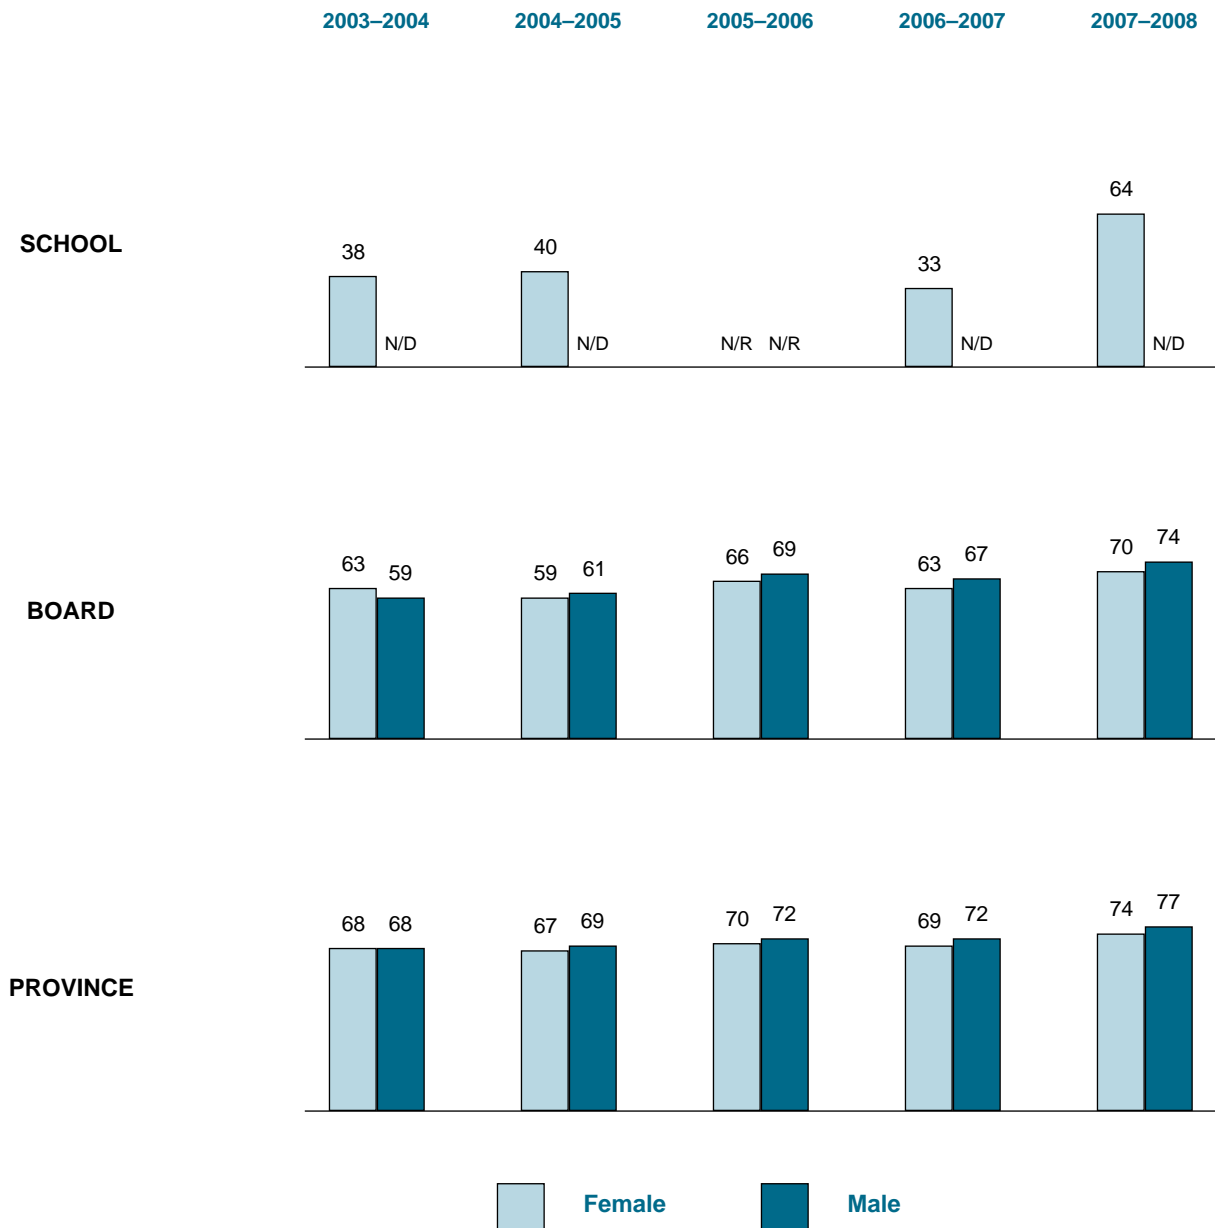 2003–2004 2004–2005 2005–2006 2006–2007 2007–2008
64
SCHOOL
38 40 33
N/D N/D N/R N/R N/D N/D
63 59 59 61 66 69 63 67 70 74
BOARD
68 68 67 69 70 72 69 72 74 77
PROVINCE
Female Male